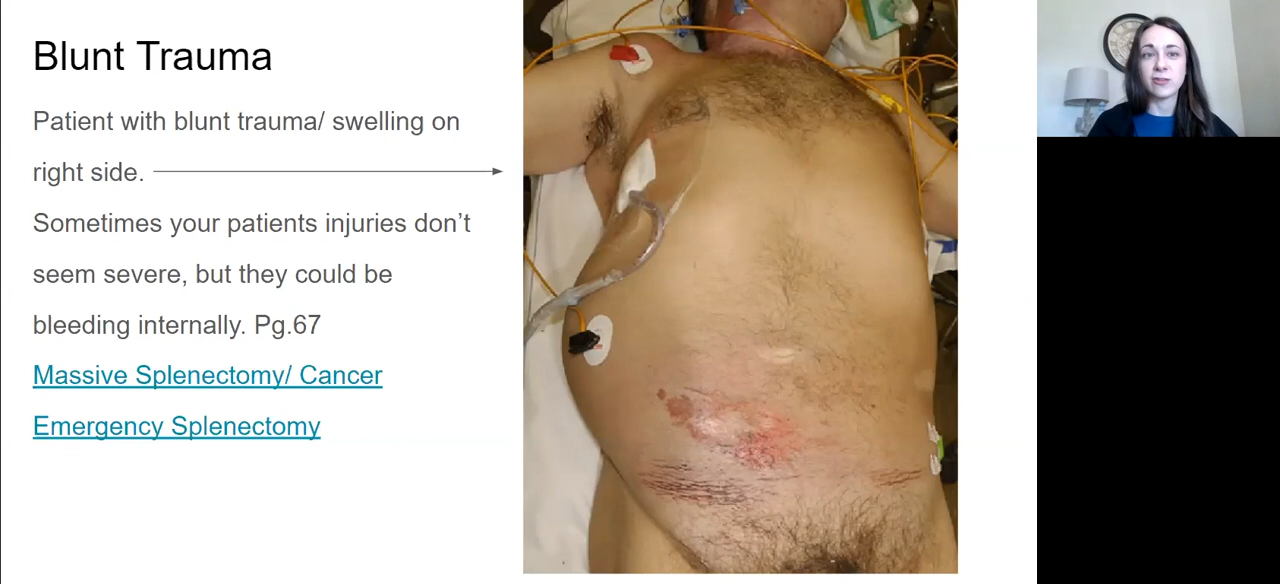 Blunt Trauma
Patient with blunt trauma/ swelling on
right side.
Sometimes your patients injuries don’t
seem severe, but they could be
bleeding internally. Pg.67
Massive Splenectomy/ Cancer
Emergency Splenectomy